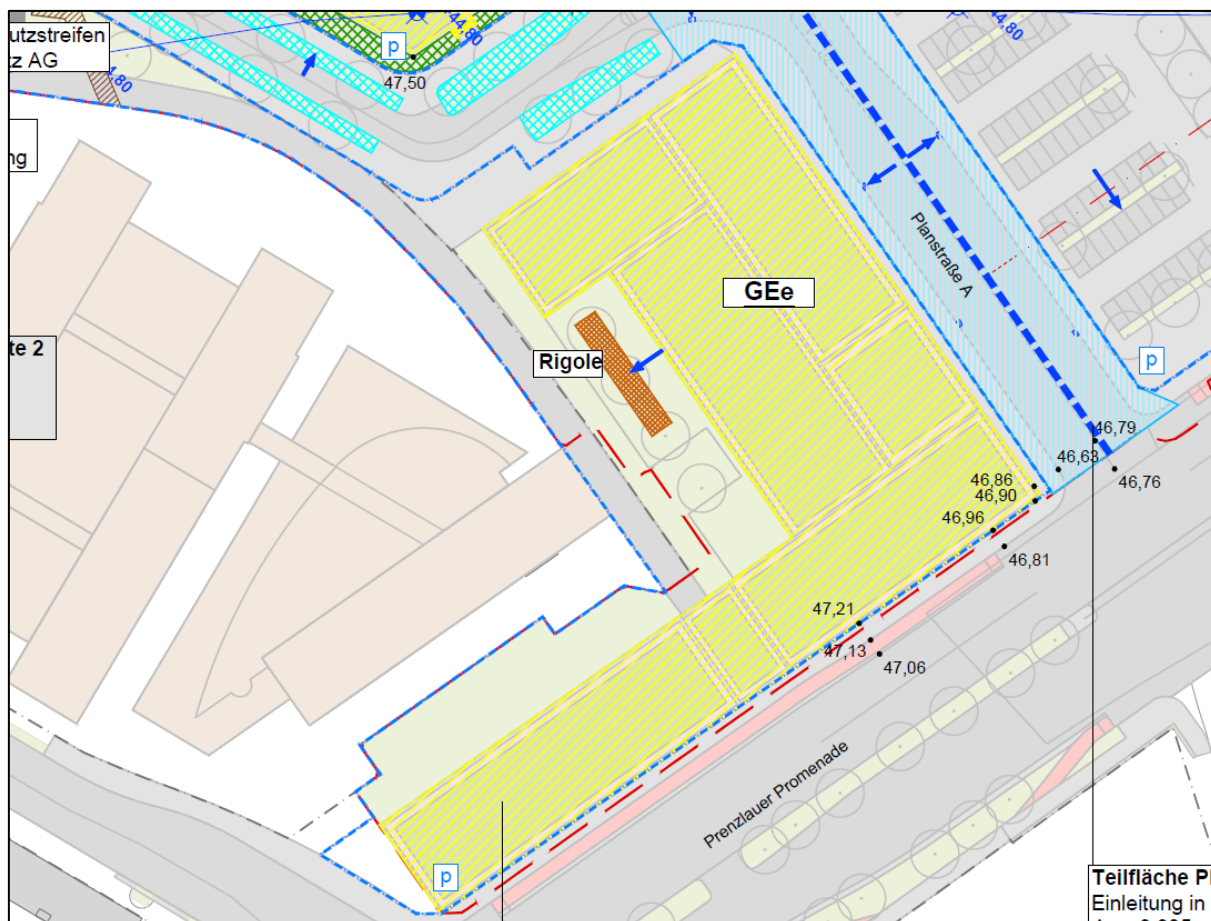 utzstreifen
tz AG
44,80
p
47,50
44,80
44,80
ng
te 2
Planstraße A
GEe
Rigole
p
46,79
46,63
46,76
46,86
46,90
46,96
46,81
47,21
47,13
47,06
Prenzlauer Promenade
p
Teilfläche Pl
Einleitung in